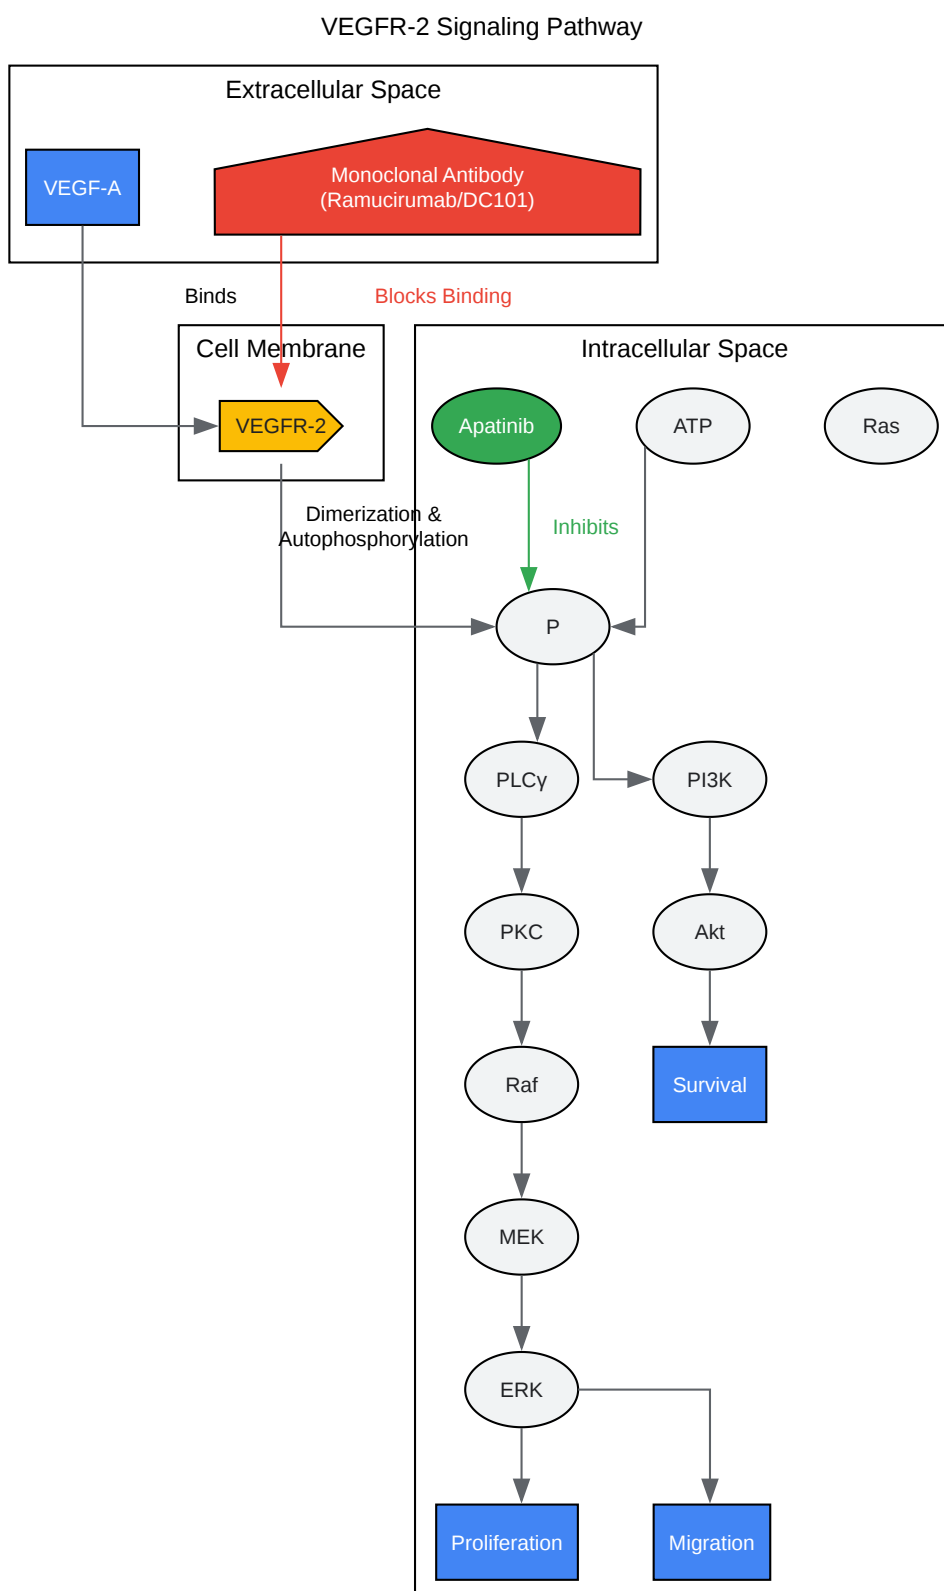 VEGFR-2 Signaling Pathway
Extracellular Space
VEGF-A
Monoclonal Antibody
(Ramucirumab/DC101)
Binds
Blocks Binding
Cell Membrane
Intracellular Space
VEGFR-2
Apatinib
ATP
Ras
Dimerization &
Autophosphorylation
Inhibits
P
PLCγ
PI3K
PKC
Akt
Raf
Survival
MEK
ERK
Proliferation
Migration